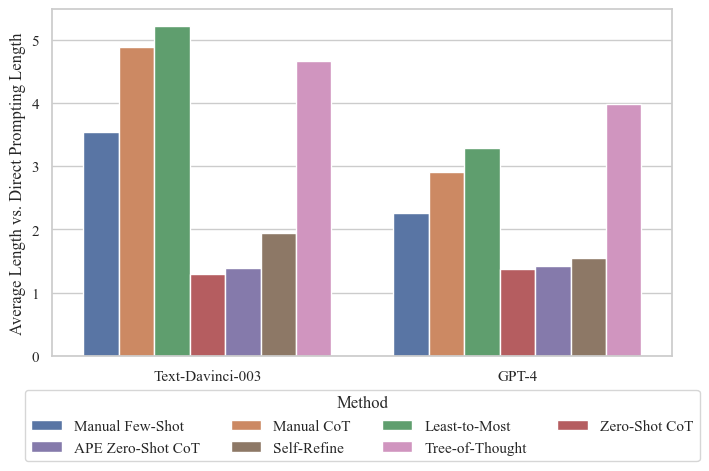 Average Length vs. Direct Prompting Length
5
4
3
2
1
0
Text-Davinci-003
GPT-4
Method
Manual Few-Shot
Manual CoT
Least-to-Most
Zero-Shot CoT
APE Zero-Shot CoT
Self-Refine
Tree-of-Thought